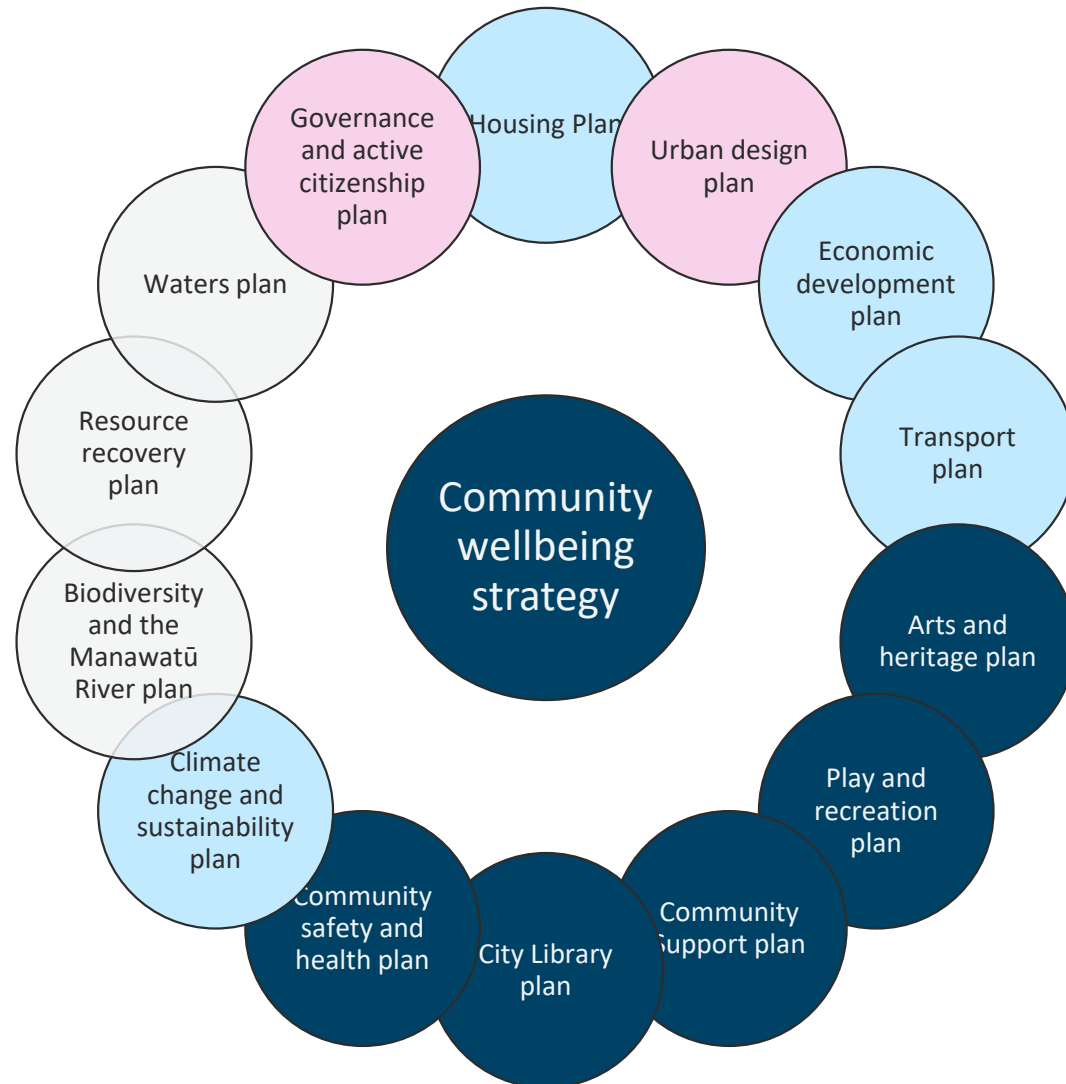 Housing Plan
Urban design
plan
Economic
development
plan
Transport
plan
Arts and
heritage plan
Play and
recreation
plan
Community
Support plan
City Library
plan
Community
safety and
health plan
Climate
change and
sustainability
plan
Biodiversity
and the
Manawatū
River plan
Resource
recovery
plan
Waters plan
Governance
and active
citizenship
plan
Community
wellbeing
strategy